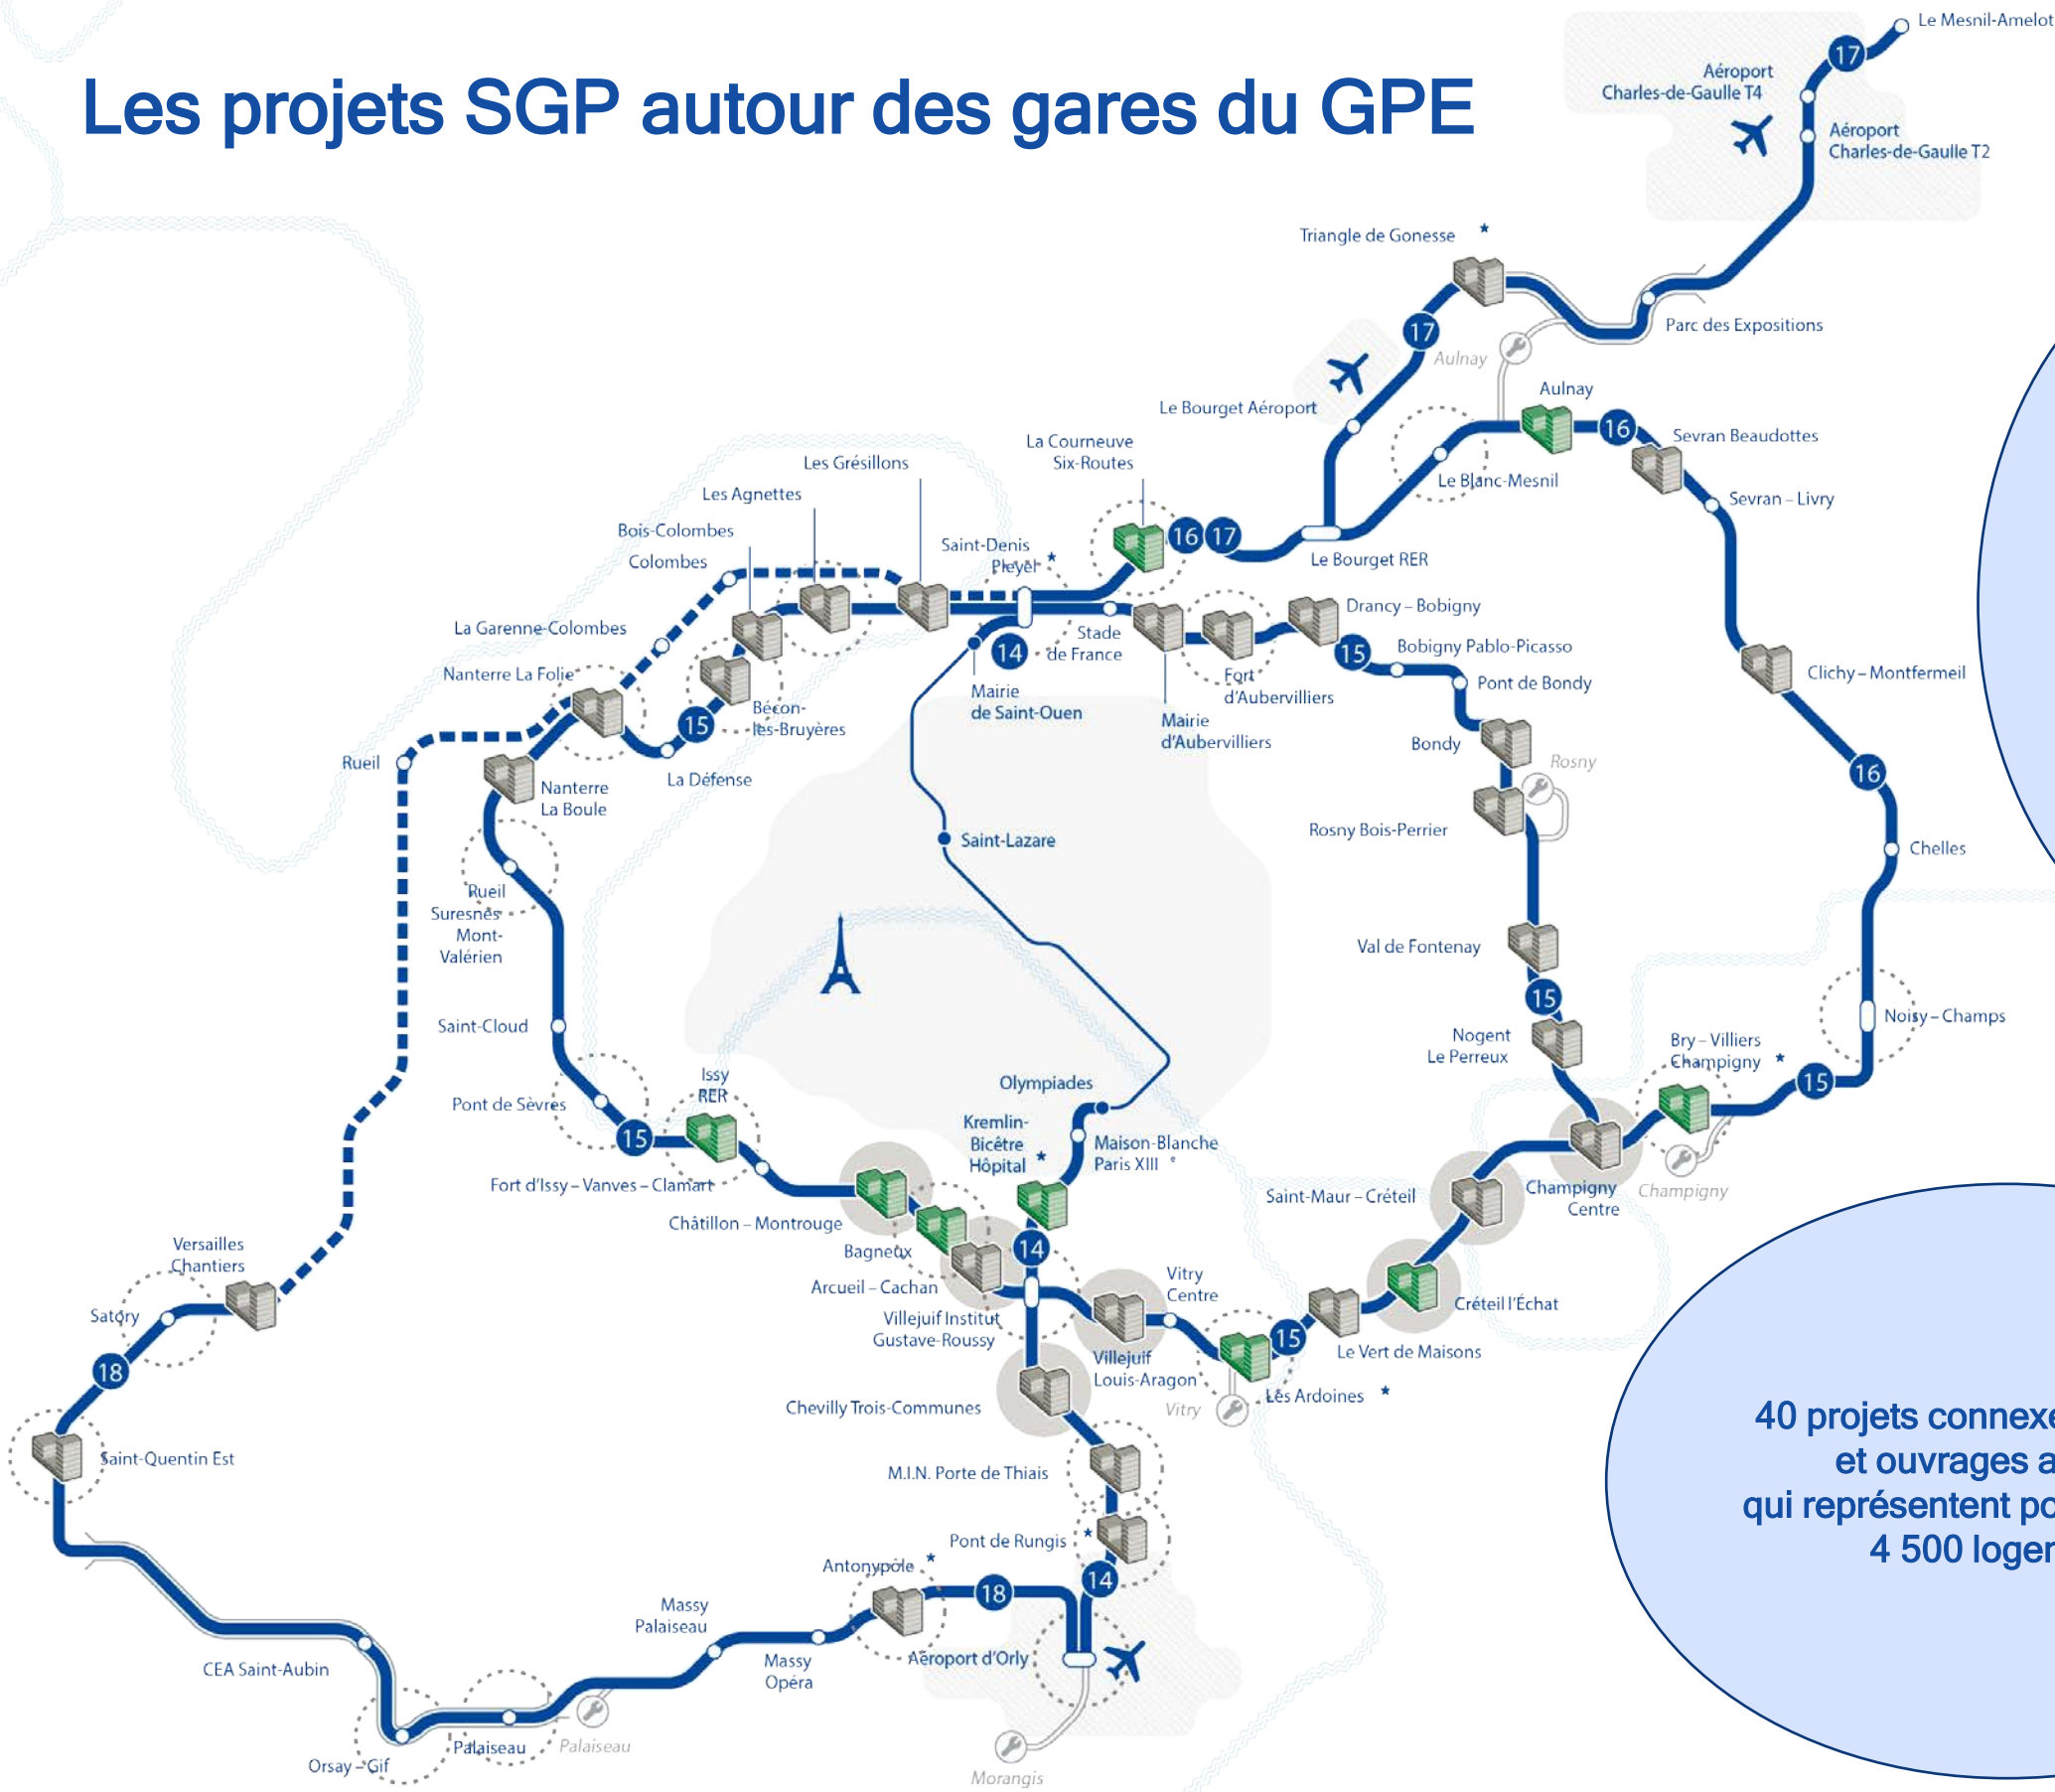 Les projets SGP autour des gares du GPE
Le Mesnil-Amelot
17
Aéroport
Charles-de-Gaulle T4
Aéroport
Charles-de-Gaulle T2
Triangle de Gonesse
17
Parc des Expositions
Aulnay
Aulnay
Le Bourget Aéroport
16
Sevran Beaudottes
La Courneuve
Six-Routes
Les Grésillons
Le Blanc-Mesnil
Sevran – Livry
Les Agnettes
Bois-Colombes
Colombes
Saint-Denis
Pleyel
16
17
Le Bourget RER
La Garenne-Colombes
Stade
de France
14
Drancy – Bobigny
15
Bobigny Pablo-Picasso
Nanterre La Folie
Fort
d'Aubervilliers
Pont de Bondy
Clichy – Montfermeil
Mairie
de Saint-Ouen
Bécon-
les-Bruyères
15
Mairie
d'Aubervilliers
Bondy
Rosny
Rueil
La Défense
16
Nanterre
La Boule
Rosny Bois-Perrier
Saint-Lazare
Chelles
Rueil
Suresnes
Mont-
Valérien
Val de Fontenay
15
Saint-Cloud
Noisy – Champs
Nogent
Le Perreux
Bry – Villiers
Champigny
15
Issy
RER
Olympiades
Pont de Sèvres
15
Kremlin-
Bicêtre
Hôpital
Maison-Blanche
Paris XIII
Fort d'Issy – Vanves – Clamart
Saint-Maur – Créteil
Champigny
Centre
Champigny
Châtillon – Montrouge
Bagneux
14
Versailles
Chantiers
Arcueil – Cachan
Vitry
Centre
Satory
Villejuif Institut
Gustave-Roussy
15
Créteil l'Échat
Le Vert de Maisons
18
Villejuif
Louis-Aragon
Les Ardoines
Vitry
Chevilly Trois-Communes
Saint-Quentin Est
M.I.N. Porte de Thiais
Pont de Rungis
Antonypôle
18
14
Massy
Palaiseau
Massy
Opéra
Aéroport d'Orly
CEA Saint-Aubin
Palaiseau
Palaiseau
Orsay – Gif
Morangis
40 projets connexe
et ouvrages a
qui représentent po
4 500 loger